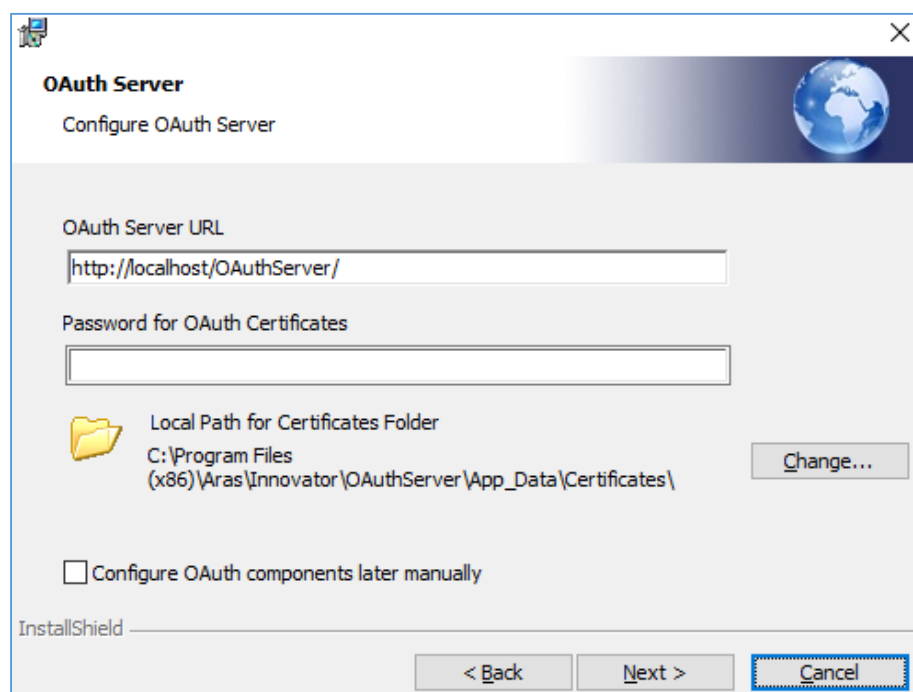 OAuth Server
Configure OAuth Server
OAuth Server URL
http://localhost/OAuthServer/
Password for OAuth Certificates
Local Path for Certificates Folder
C:\Program Files
(x86)\Aras\Innovator\OAuthServer\App_Data\Certificates\
Change...
Configure OAuth components later manually
InstallShield
< Back
Next >
Cancel